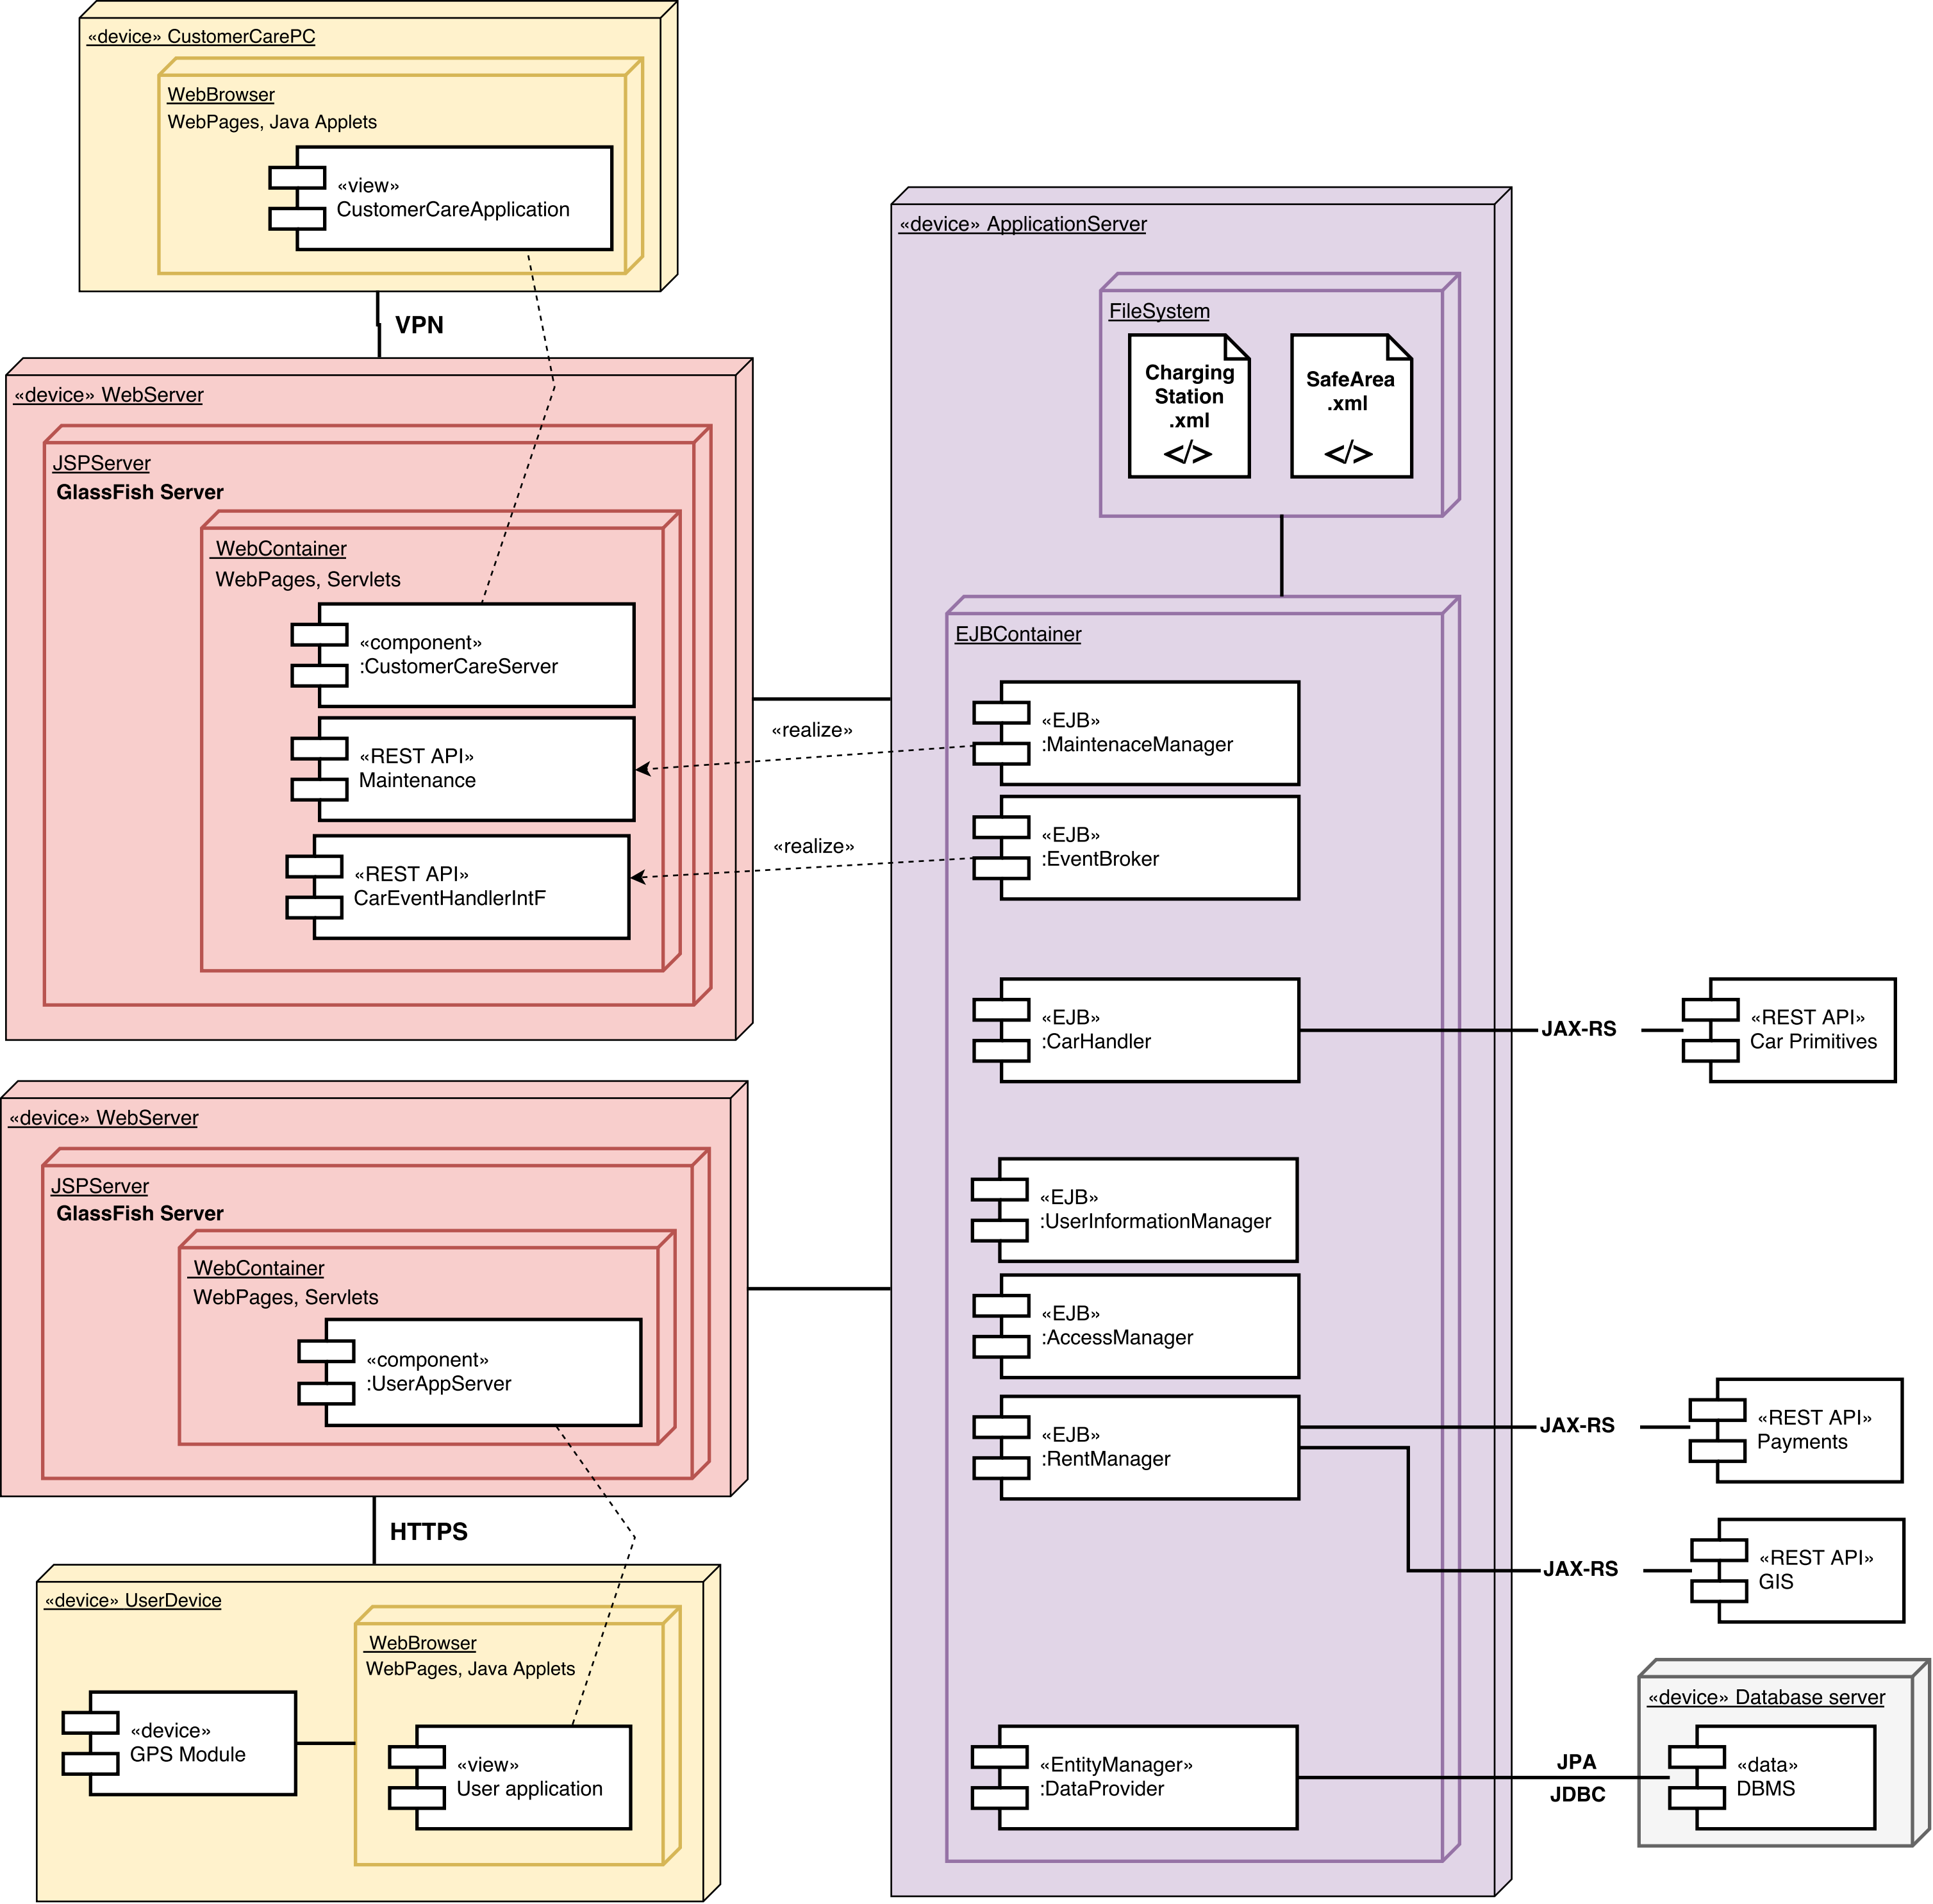 «device» CustomerCarePC
WebBrowser
WebPages, Java Applets
«view»
CustomerCareApplication
VPN
«device» WebServer
JSPServer
GlassFish Server
WebContainer
WebPages, Servlets
«component»
:CustomerCareServer
«REST API»
Maintenance
«REST API»
CarEventHandlerIntF
«realize»
«realize»
«device» WebServer
JSPServer
GlassFish Server
WebContainer
WebPages, Servlets
«component»
:UserAppServer
HTTPS
«device» UserDevice
WebBrowser
WebPages, Java Applets
«device»
GPS Module
«view»
User application
«device» ApplicationServer
FileSystem
Charging
Station
.xml
</>
SafeArea
.xml
</>
EJBContainer
«EJB»
:MaintenaceManager
«EJB»
:EventBroker
«EJB»
:CarHandler
«EJB»
:UserInformationManager
«EJB»
:AccessManager
«EJB»
:RentManager
«EntityManager»
:DataProvider
JAX-RS
«REST API»
Car Primitives
JAX-RS
«REST API»
Payments
JAX-RS
«REST API»
GIS
JPA
JDBC
«device» Database server
«data»
DBMS